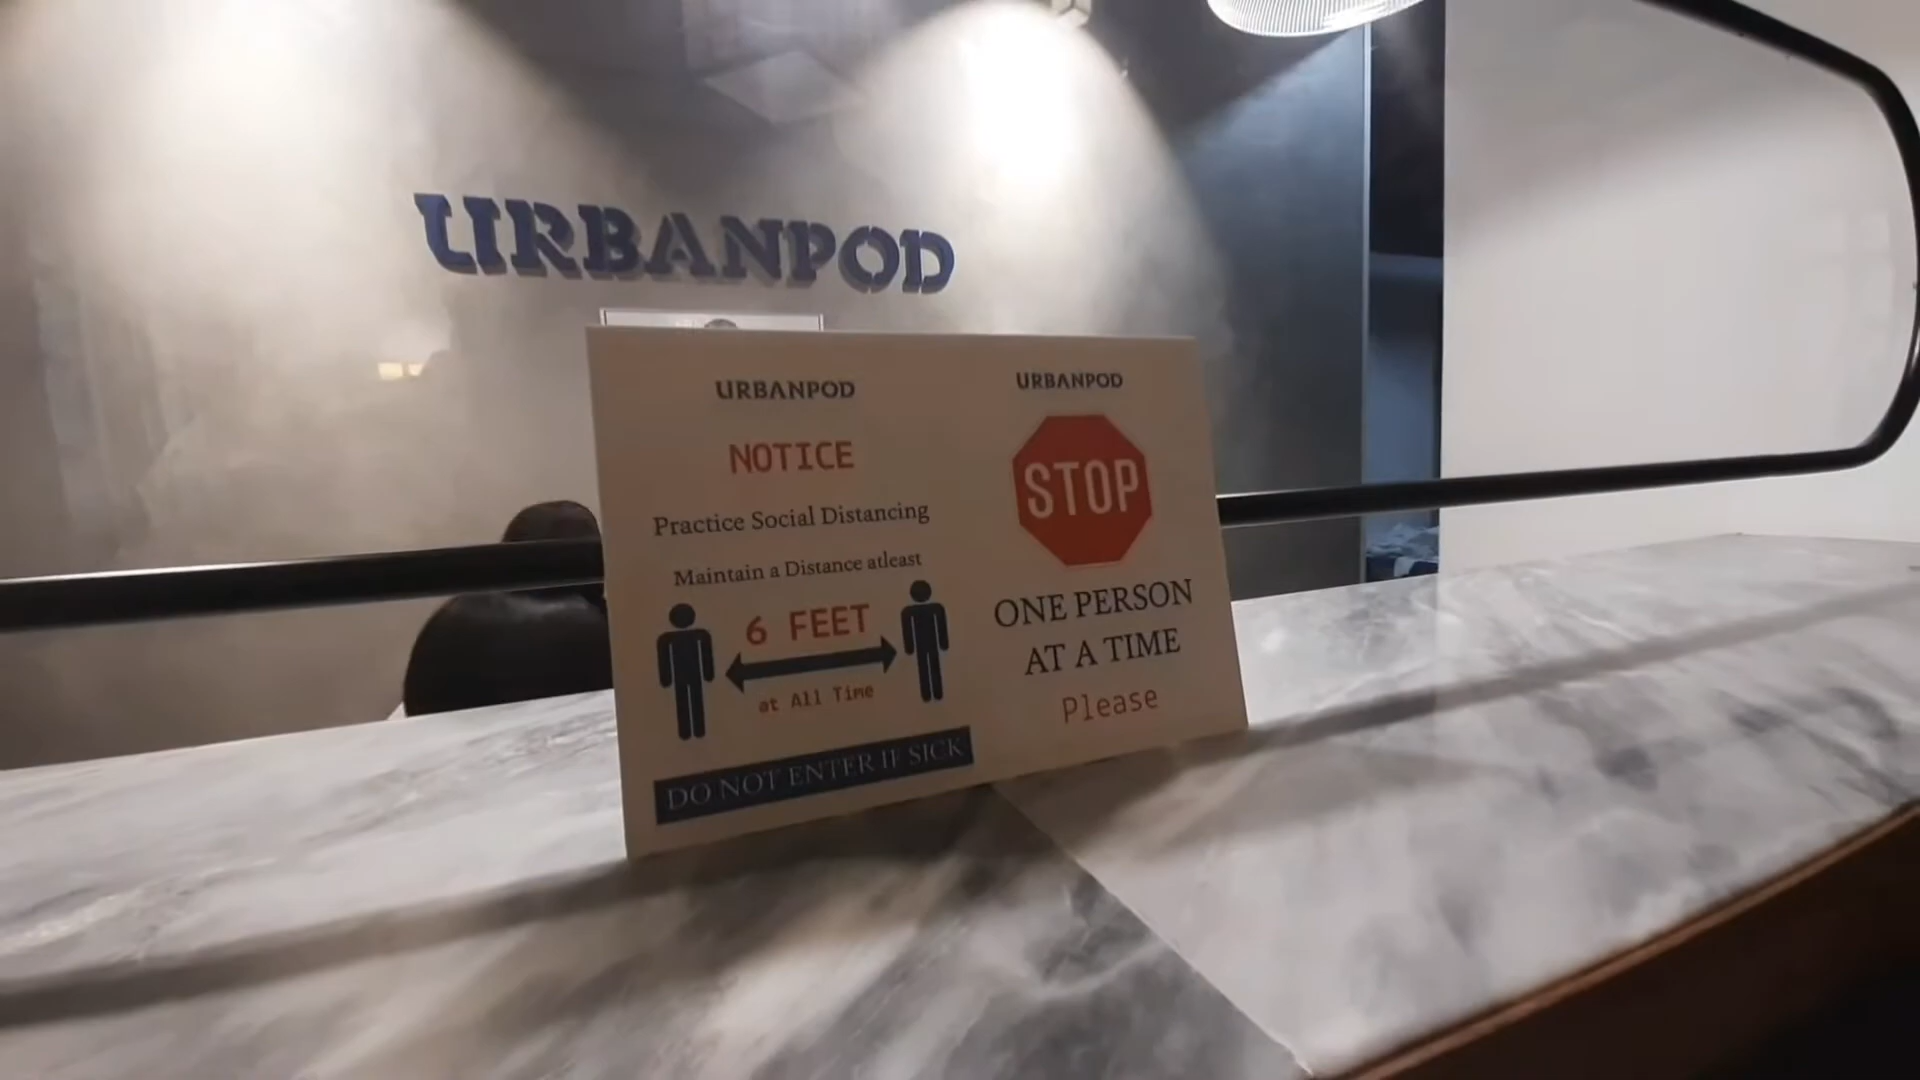 URBANPOD
URBANPOD
NOTICE
Practice Social Distancing
Maintain a Distance atleast
6 FEET
at All Time
DO NOT ENTER IF SICK
URBANPOD
STOP
ONE PERSON
AT A TIME
Please